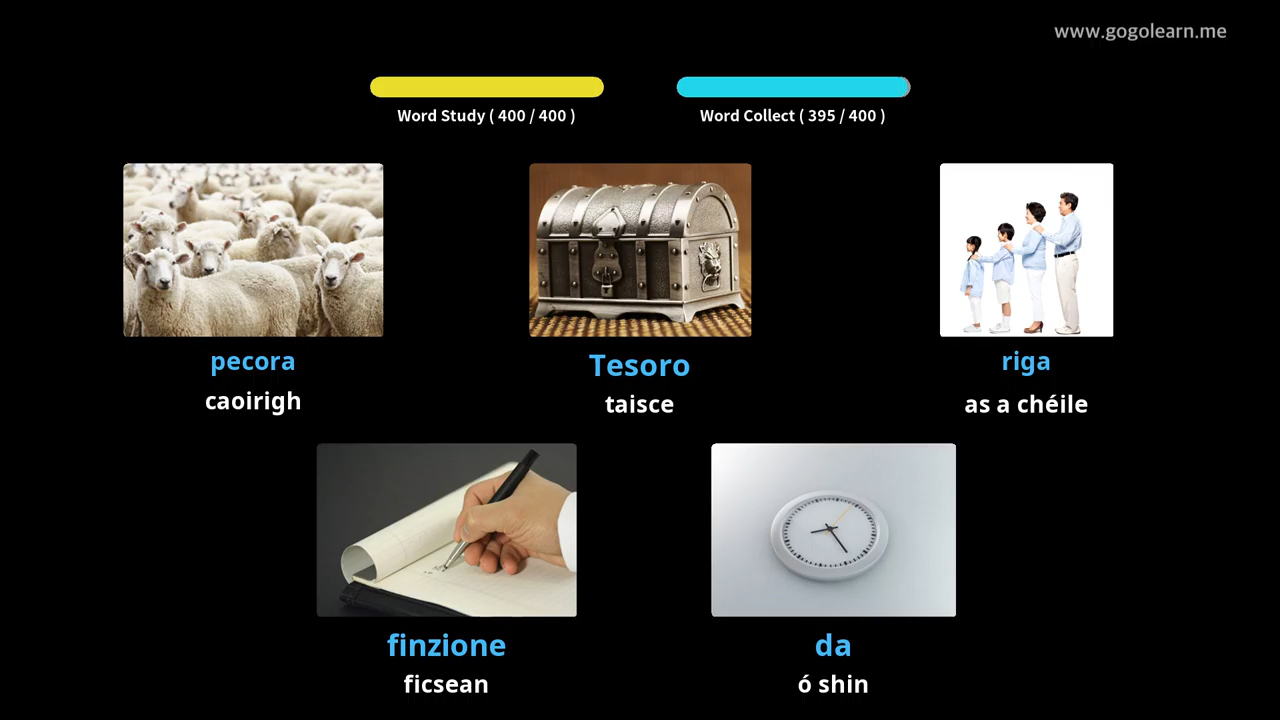 www.gogolearn.me
Word Study ( 400 / 400 )
Word Collect ( 395 / 400 )
pecora
caoirigh
Tesoro
taisce
riga
as a chéile
finzione
ficsean
da
ó shin